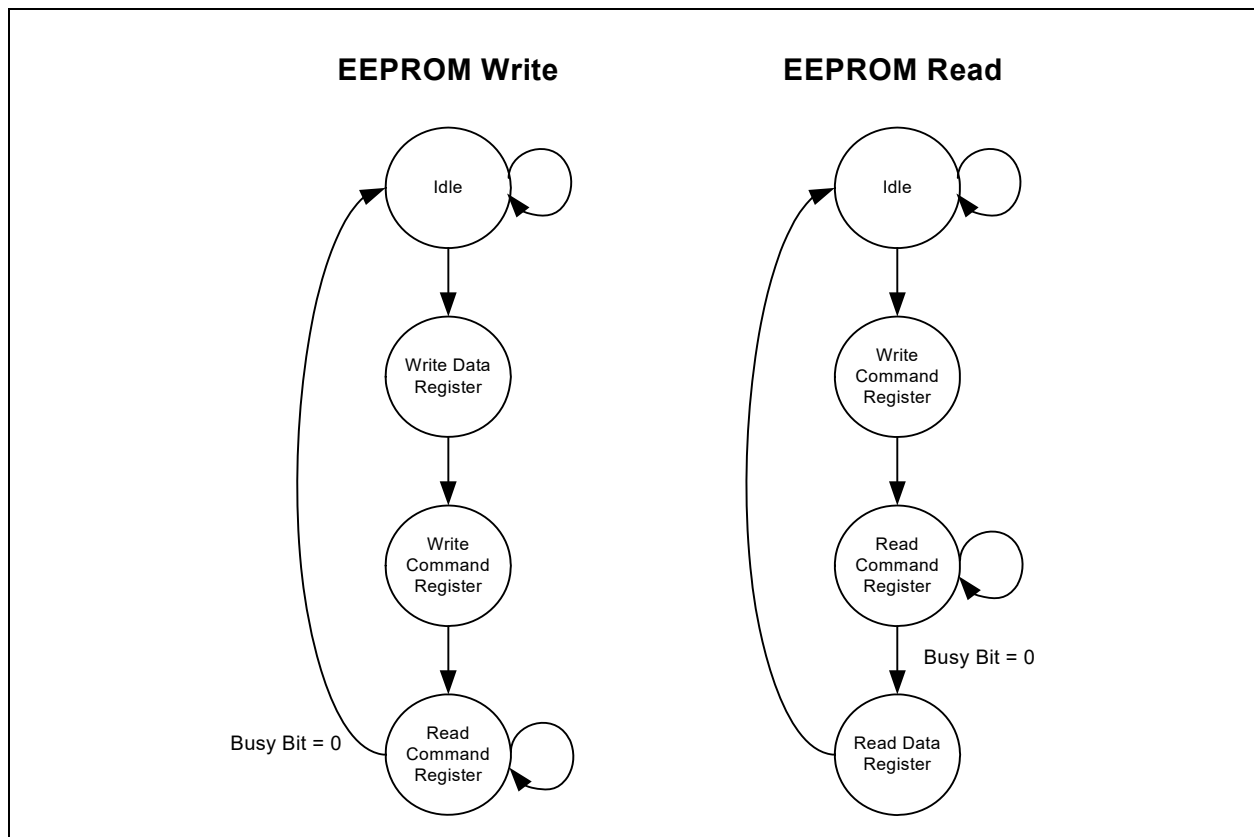 EEPROM Write
Idle
Write Data
Register
Write
Command
Register
Read
Command
Register
Busy Bit = 0
EEPROM Read
Idle
Write
Command
Register
Read
Command
Register
Busy Bit = 0
Read Data
Register